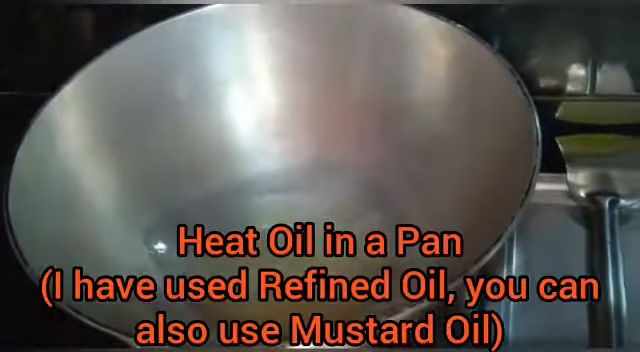 Heat Oil in a Pan
(I have used Refined Oil, you can
also use Mustard Oil)